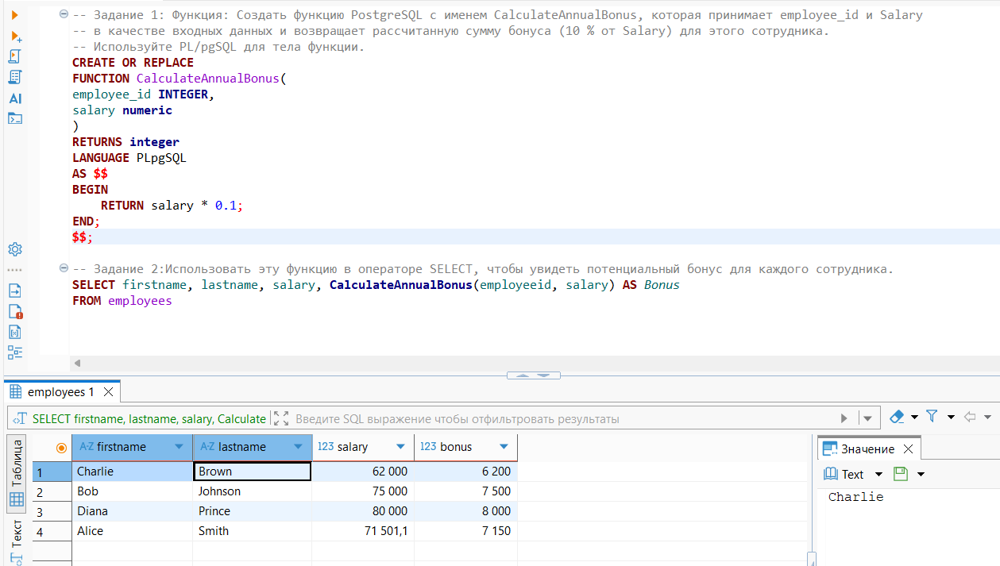 -- Задание 1: Функция: Создать функцию PostgreSQL с именем CalculateAnnualBonus, которая принимает employee_id и Salary
-- в качестве входных данных и возвращает рассчитанную сумму бонуса (10 % от Salary) для этого сотрудника.
-- Используйте PL/pgSQL для тела функции.
CREATE OR REPLACE
FUNCTION CalculateAnnualBonus(
employee_id INTEGER,
salary numeric
)
RETURNS integer
LANGUAGE PLpgSQL
AS $$
BEGIN
RETURN salary * 0.1;
END;
$$;
-- Задание 2:Использовать эту функцию в операторе SELECT, чтобы увидеть потенциальный бонус для каждого сотрудника.
SELECT firstname, lastname, salary, CalculateAnnualBonus(employeeid, salary) AS Bonus
FROM employees
AI
employees 1
SELECT firstname, lastname, salary, Calculate Введите SQL выражение чтобы отфильтровать результаты
Таблица
Текст
A-Z firstname A-Z lastname 123 salary 123 bonus
1 Charlie Brown 62 000 6 200
2 Bob Johnson 75 000 7 500
3 Diana Prince 80 000 8 000
4 Alice Smith 71 501,1 7 150
Значение
Text
Charlie